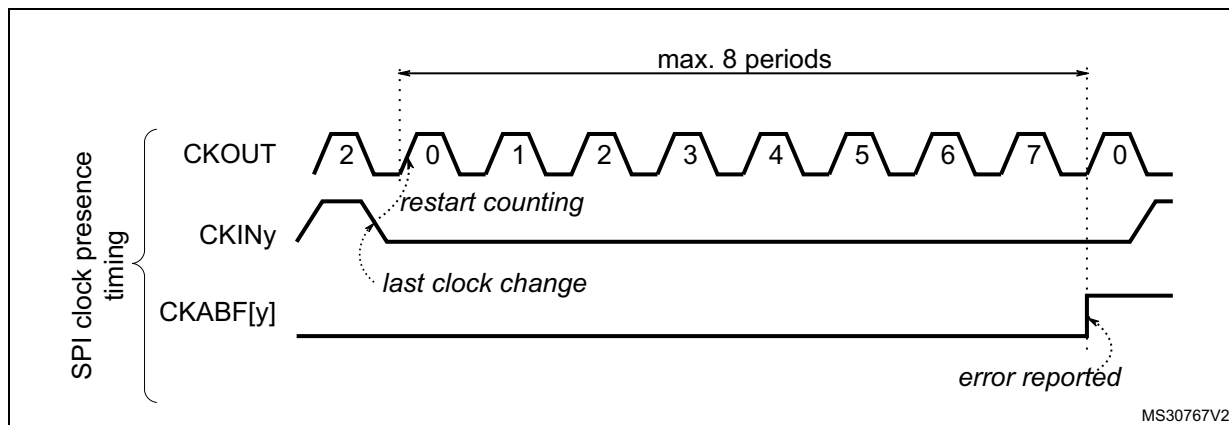 max. 8 periods
CKOUT
2 0 1 2 3 4 5 6 7 0
restart counting
CKINy
last clock change
CKABF[y]
error reported
SPI clock presence
timing
MS30767V2